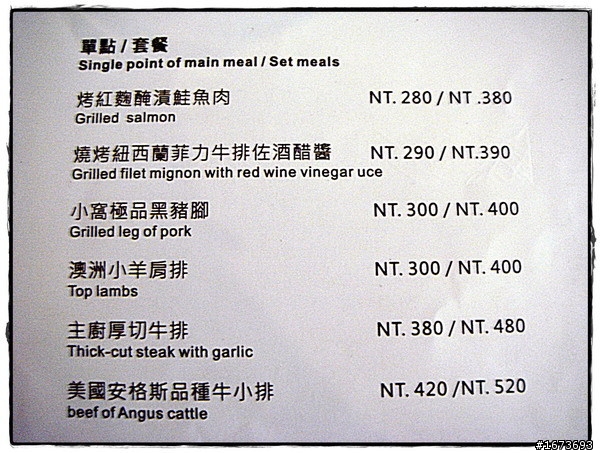 單點 / 套餐
Single point of main meal / Set meals
烤紅麴醃漬鮭魚肉 NT. 280 / NT .380
Grilled salmon
燒烤紐西蘭菲力牛排佐酒醋醬 NT. 290 / NT.390
Grilled filet mignon with red wine vinegar uce
小窩極品黑豬腳 NT. 300 / NT. 400
Grilled leg of pork
澳洲小羊肩排 NT. 300 / NT. 400
Top lambs
主廚厚切牛排 NT. 380 / NT. 480
Thick-cut steak with garlic
美國安格斯品種牛小排 NT. 420 /NT. 520
beef of Angus cattle
#1673693